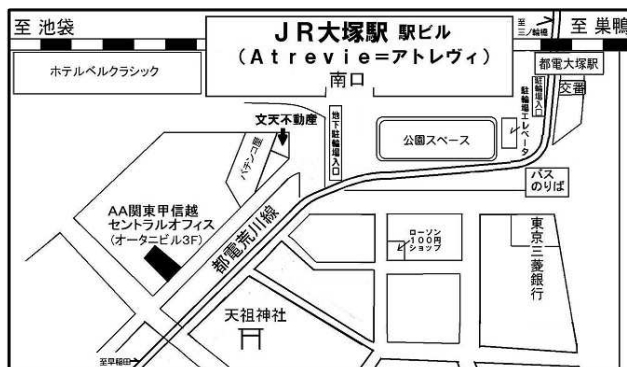 至 池袋
JR大塚駅 駅ビル
(Atrevie=アトレヴィ)
南口
至
三ノ輪橋
至 巣鴨
ホテルベルクラシック
都電大塚駅
駐輪場入口
交番
文天不動産
パチンコ屋
地下駐輪場入口
公園スペース
駐輪場エレベータ
バス
のりば
AA関東甲信越
セントラルオフィス
(オータニビル3F)
都電荒川線
ローソン
100円
ショップ
東京三菱銀行
天祖神社
至早稲田